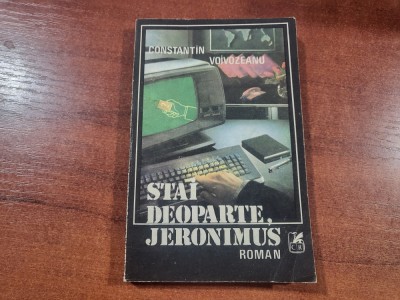 CONSTANTIN
VOIVOZEANU
STAI
DEOPARTE,
JERONIMUS
ROMAN